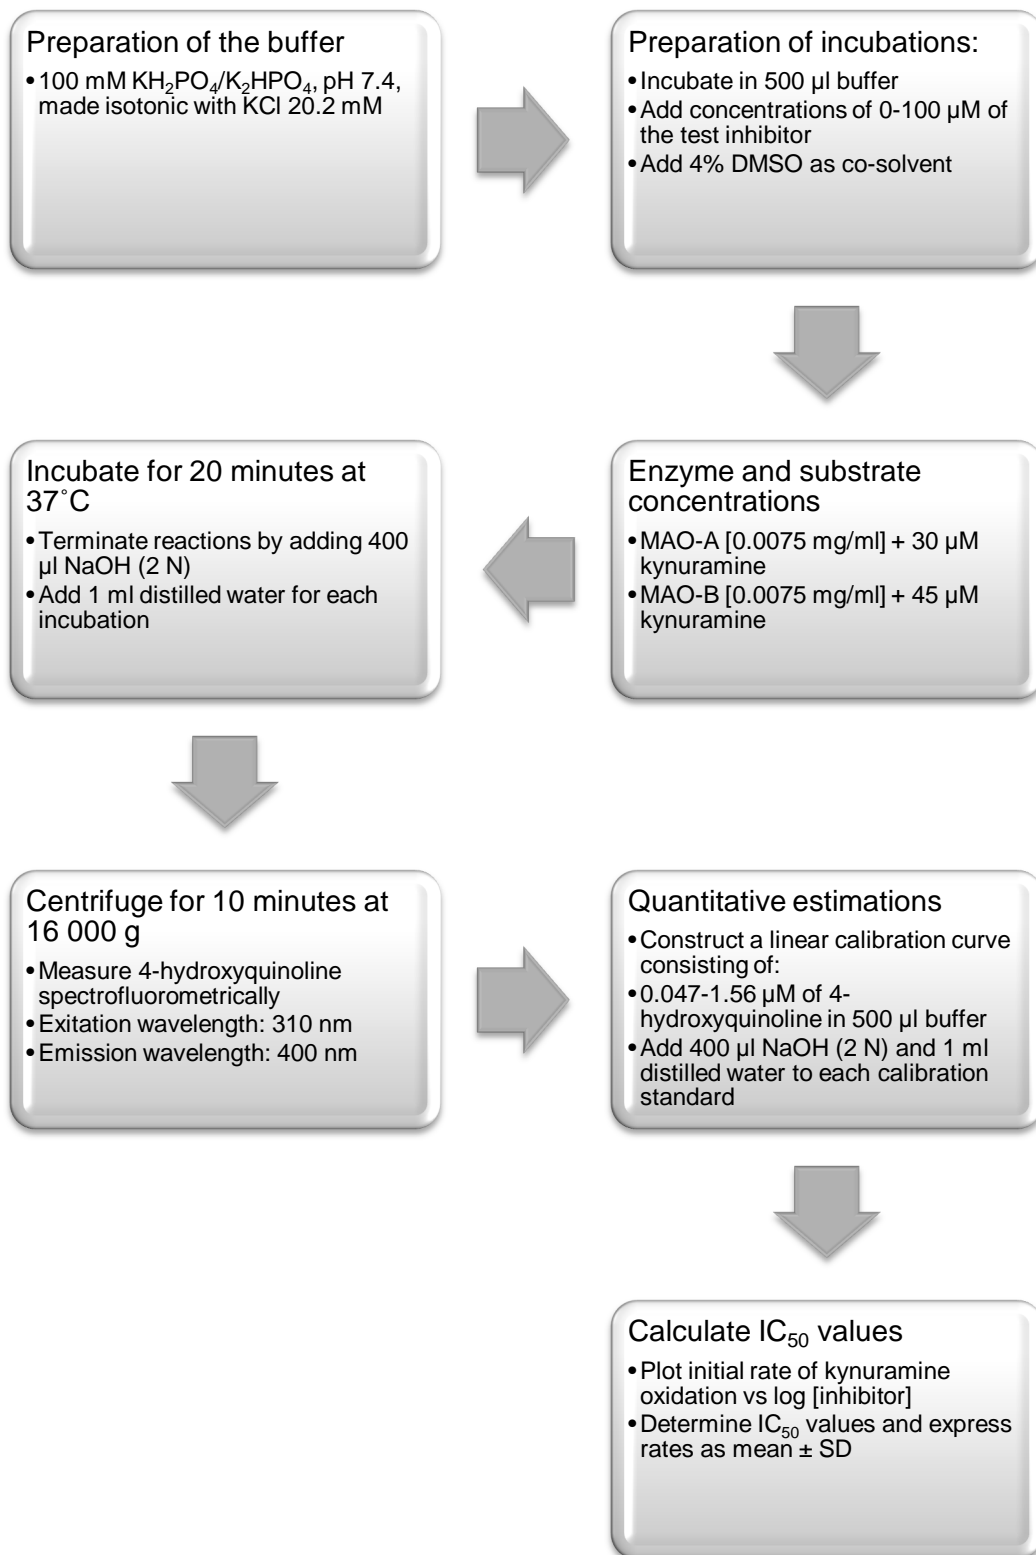 Preparation of the buffer
•100 mM KH₂PO₄/K₂HPO₄, pH 7.4,
made isotonic with KCl 20.2 mM
Preparation of incubations:
•Incubate in 500 µl buffer
•Add concentrations of 0-100 µM of
the test inhibitor
•Add 4% DMSO as co-solvent
Enzyme and substrate
concentrations
•MAO-A [0.0075 mg/ml] + 30 µM
kynuramine
•MAO-B [0.0075 mg/ml] + 45 µM
kynuramine
Incubate for 20 minutes at
37˚C
•Terminate reactions by adding 400
µl NaOH (2 N)
•Add 1 ml distilled water for each
incubation
Centrifuge for 10 minutes at
16 000 g
•Measure 4-hydroxyquinoline
spectrofluorometrically
•Exitation wavelength: 310 nm
•Emission wavelength: 400 nm
Quantitative estimations
•Construct a linear calibration curve
consisting of:
•0.047-1.56 µM of 4-
hydroxyquinoline in 500 µl buffer
•Add 400 µl NaOH (2 N) and 1 ml
distilled water to each calibration
standard
Calculate IC₅₀ values
•Plot initial rate of kynuramine
oxidation vs log [inhibitor]
•Determine IC₅₀ values and express
rates as mean ± SD